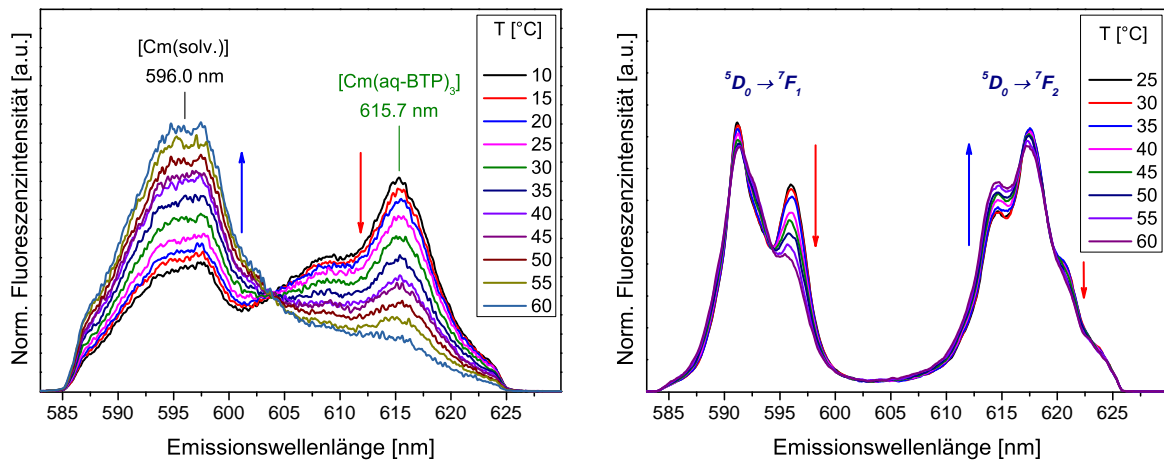 Norm. Fluoreszenzintensität [a.u.]
[Cm(solv.)]
596.0 nm
[Cm(aq-BTP)3]
615.7 nm
T [°C]
10
15
20
25
30
35
40
45
50
55
60
585 590 595 600 605 610 615 620 625
Emissionswellenlänge [nm]
Norm. Fluoreszenzintensität [a.u.]
5D0 → 7F1
5D0 → 7F2
T [°C]
25
30
35
40
45
50
55
60
585 590 595 600 605 610 615 620 625
Emissionswellenlänge [nm]